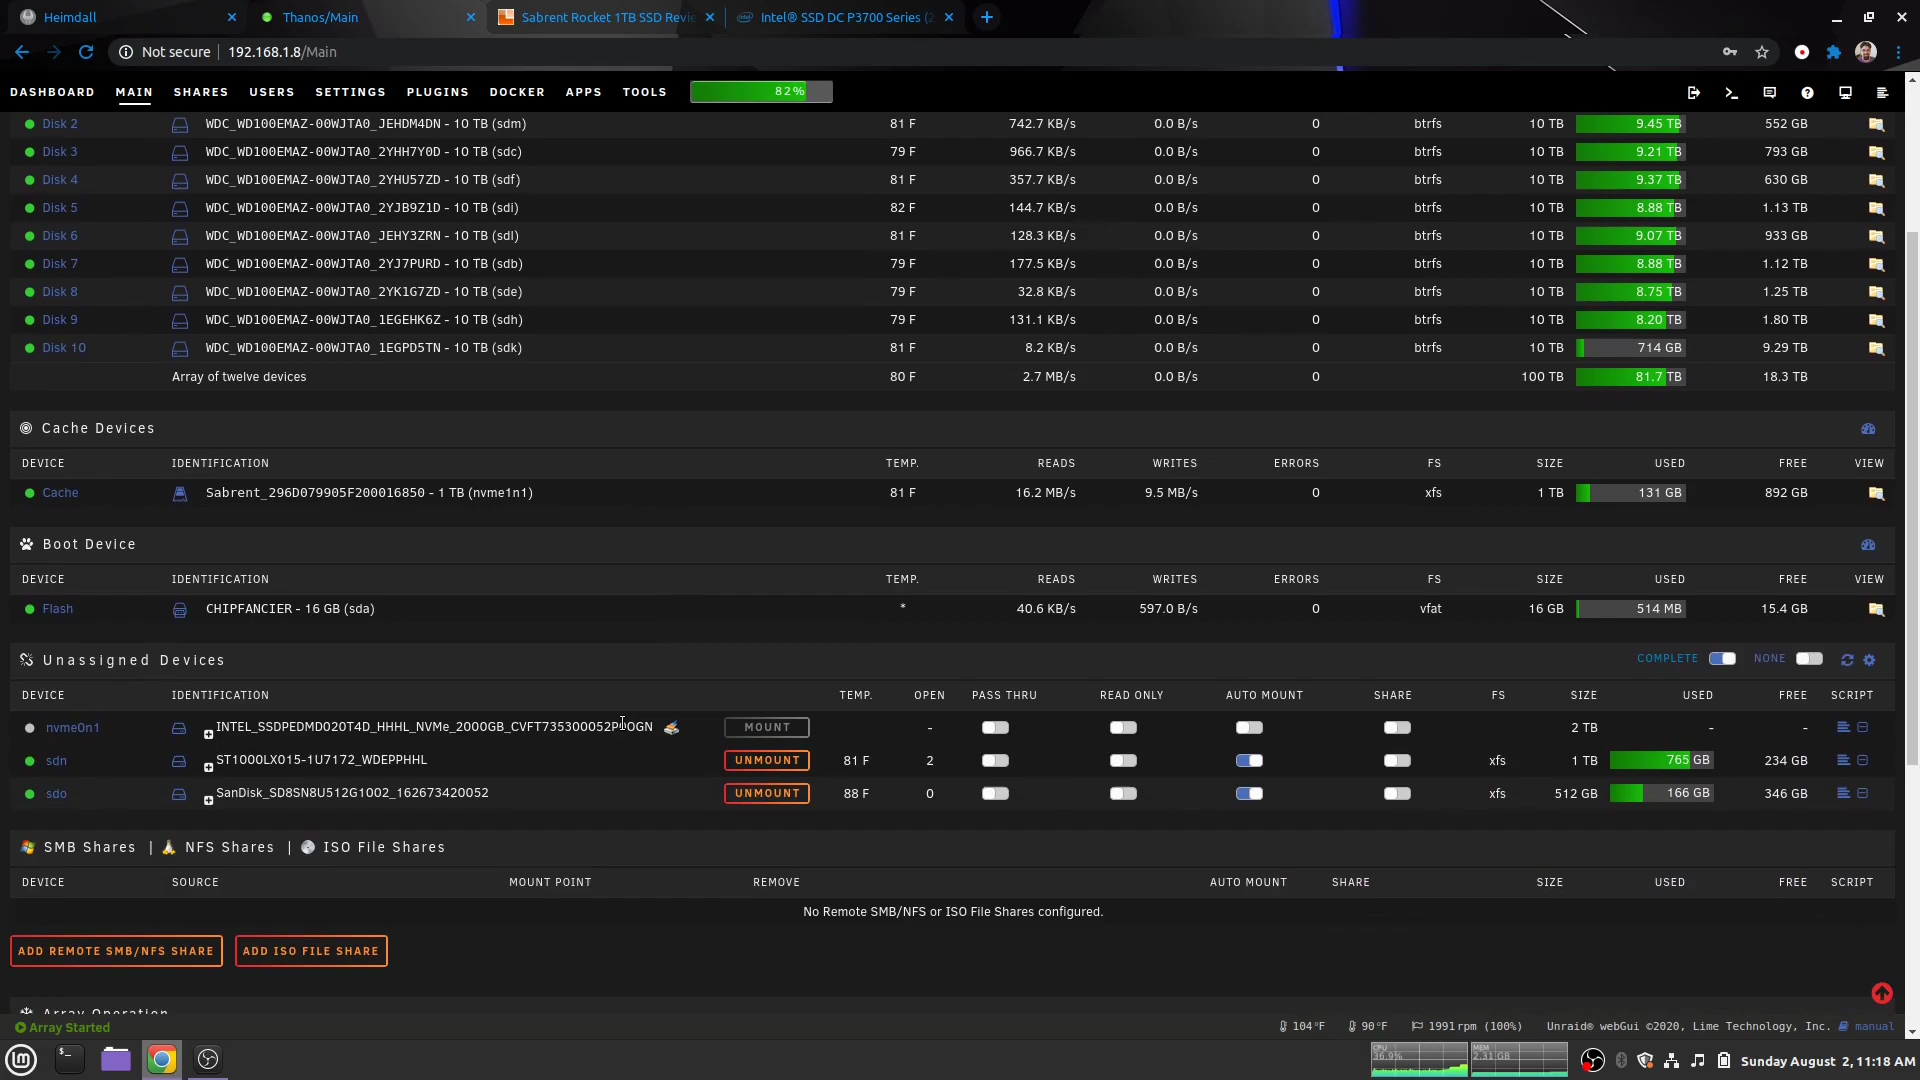 Heimdall
Thanos/Main
Sabrent Rocket 1TB SSD Revie
Intel® SSD DC P3700 Series (2
Not secure 192.168.1.8/Main
DASHBOARD MAIN SHARES USERS SETTINGS PLUGINS DOCKER APPS TOOLS 82%
Disk 2 WDC_WD100EMAZ-00WJTA0_JEHDM4DN - 10 TB (sdm) 81 F 742.7 KB/s 0.0 B/s 0 btrfs 10 TB 9.45 TB 552 GB
Disk 3 WDC_WD100EMAZ-00WJTA0_2YHH7Y0D - 10 TB (sdc) 79 F 966.7 KB/s 0.0 B/s 0 btrfs 10 TB 9.21 TB 793 GB
Disk 4 WDC_WD100EMAZ-00WJTA0_2YHU57ZD - 10 TB (sdf) 81 F 357.7 KB/s 0.0 B/s 0 btrfs 10 TB 9.37 TB 630 GB
Disk 5 WDC_WD100EMAZ-00WJTA0_2YJB9Z1D - 10 TB (sdi) 82 F 144.7 KB/s 0.0 B/s 0 btrfs 10 TB 8.88 TB 1.13 TB
Disk 6 WDC_WD100EMAZ-00WJTA0_JEHY3ZRN - 10 TB (sdl) 81 F 128.3 KB/s 0.0 B/s 0 btrfs 10 TB 9.07 TB 933 GB
Disk 7 WDC_WD100EMAZ-00WJTA0_2YJ7PURD - 10 TB (sdb) 79 F 177.5 KB/s 0.0 B/s 0 btrfs 10 TB 8.88 TB 1.12 TB
Disk 8 WDC_WD100EMAZ-00WJTA0_2YK1G7ZD - 10 TB (sde) 79 F 32.8 KB/s 0.0 B/s 0 btrfs 10 TB 8.75 TB 1.25 TB
Disk 9 WDC_WD100EMAZ-00WJTA0_1EGEHK6Z - 10 TB (sdh) 79 F 131.1 KB/s 0.0 B/s 0 btrfs 10 TB 8.20 TB 1.80 TB
Disk 10 WDC_WD100EMAZ-00WJTA0_1EGPD5TN - 10 TB (sdk) 81 F 8.2 KB/s 0.0 B/s 0 btrfs 10 TB 714 GB 9.29 TB
Array of twelve devices 80 F 2.7 MB/s 0.0 B/s 0 100 TB 81.7 TB 18.3 TB
Cache Devices
DEVICE IDENTIFICATION TEMP. READS WRITES ERRORS FS SIZE USED FREE VIEW
Cache Sabrent_296D079905F200016850 - 1 TB (nvme1n1) 81 F 16.2 MB/s 9.5 MB/s 0 xfs 1 TB 131 GB 892 GB
Boot Device
DEVICE IDENTIFICATION TEMP. READS WRITES ERRORS FS SIZE USED FREE VIEW
Flash CHIPFANCIER - 16 GB (sda) * 40.6 KB/s 597.0 B/s 0 vfat 16 GB 514 MB 15.4 GB
Unassigned Devices COMPLETE NONE
DEVICE IDENTIFICATION TEMP. OPEN PASS THRU READ ONLY AUTO MOUNT SHARE FS SIZE USED FREE SCRIPT
nvme0n1 MOUNT - 2 TB - -
sdn ST1000LX015-1U7172_WDEPPHHL UNMOUNT 81 F 2 xfs 1 TB 765 GB 234 GB
sdo SanDisk_SD8SN8U512G1002_162673420052 UNMOUNT 88 F 0 xfs 512 GB 166 GB 346 GB
SMB Shares | NFS Shares | ISO File Shares
DEVICE SOURCE MOUNT POINT REMOVE AUTO MOUNT SHARE SIZE USED FREE SCRIPT
No Remote SMB/NFS or ISO File Shares configured.
ADD REMOTE SMB/NFS SHARE ADD ISO FILE SHARE
Array Operation
Array Started 104°F 90°F 1991rpm (100%) Unraid® webGui ©2020, Lime Technology, Inc. manual
CPU 36.9% MEM 2.31 GB Sunday August 2, 11:18 AM